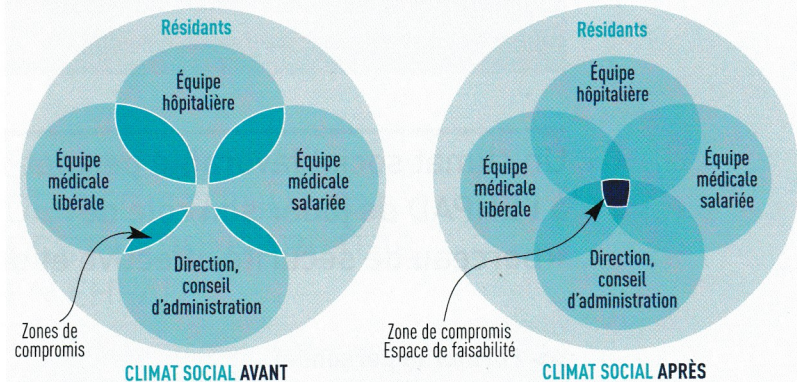 Résidants
Équipe
hôpitalière
Équipe
médicale
libérale
Équipe
médicale
salariée
Direction,
conseil
d'administration
Zones de
compromis
CLIMAT SOCIAL AVANT
Résidants
Équipe
hôpitalière
Équipe
médicale
libérale
Équipe
médicale
salariée
Direction,
conseil
d'administration
Zone de compromis
Espace de faisabilité
CLIMAT SOCIAL APRÈS